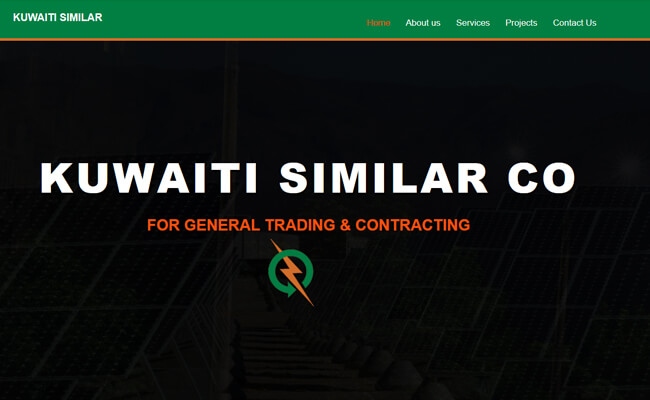 KUWAITI SIMILAR
Home About us Services Projects Contact Us
KUWAITI SIMILAR CO
FOR GENERAL TRADING & CONTRACTING